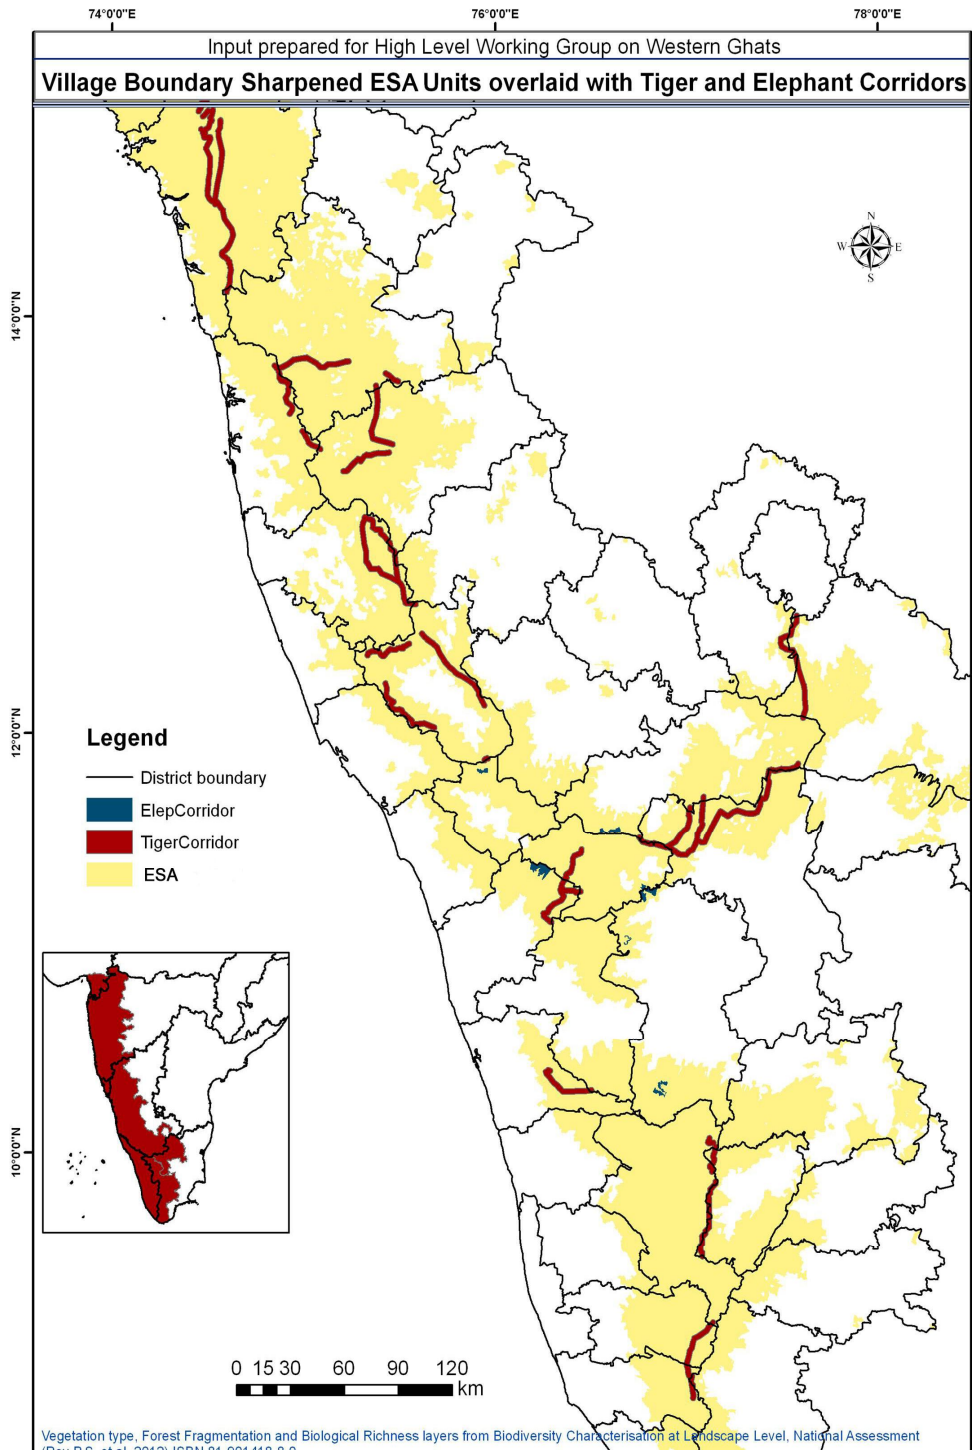 74°0'0"E 76°0'0"E 78°0'0"E
Input prepared for High Level Working Group on Western Ghats
Village Boundary Sharpened ESA Units overlaid with Tiger and Elephant Corridors
N
W E
S
14°0'0"N
12°0'0"N
10°0'0"N
Legend
District boundary
ElepCorridor
TigerCorridor
ESA
0 15 30 60 90 120
km
Vegetation type, Forest Fragmentation and Biological Richness layers from Biodiversity Characterisation at Landscape Level, National Assessment